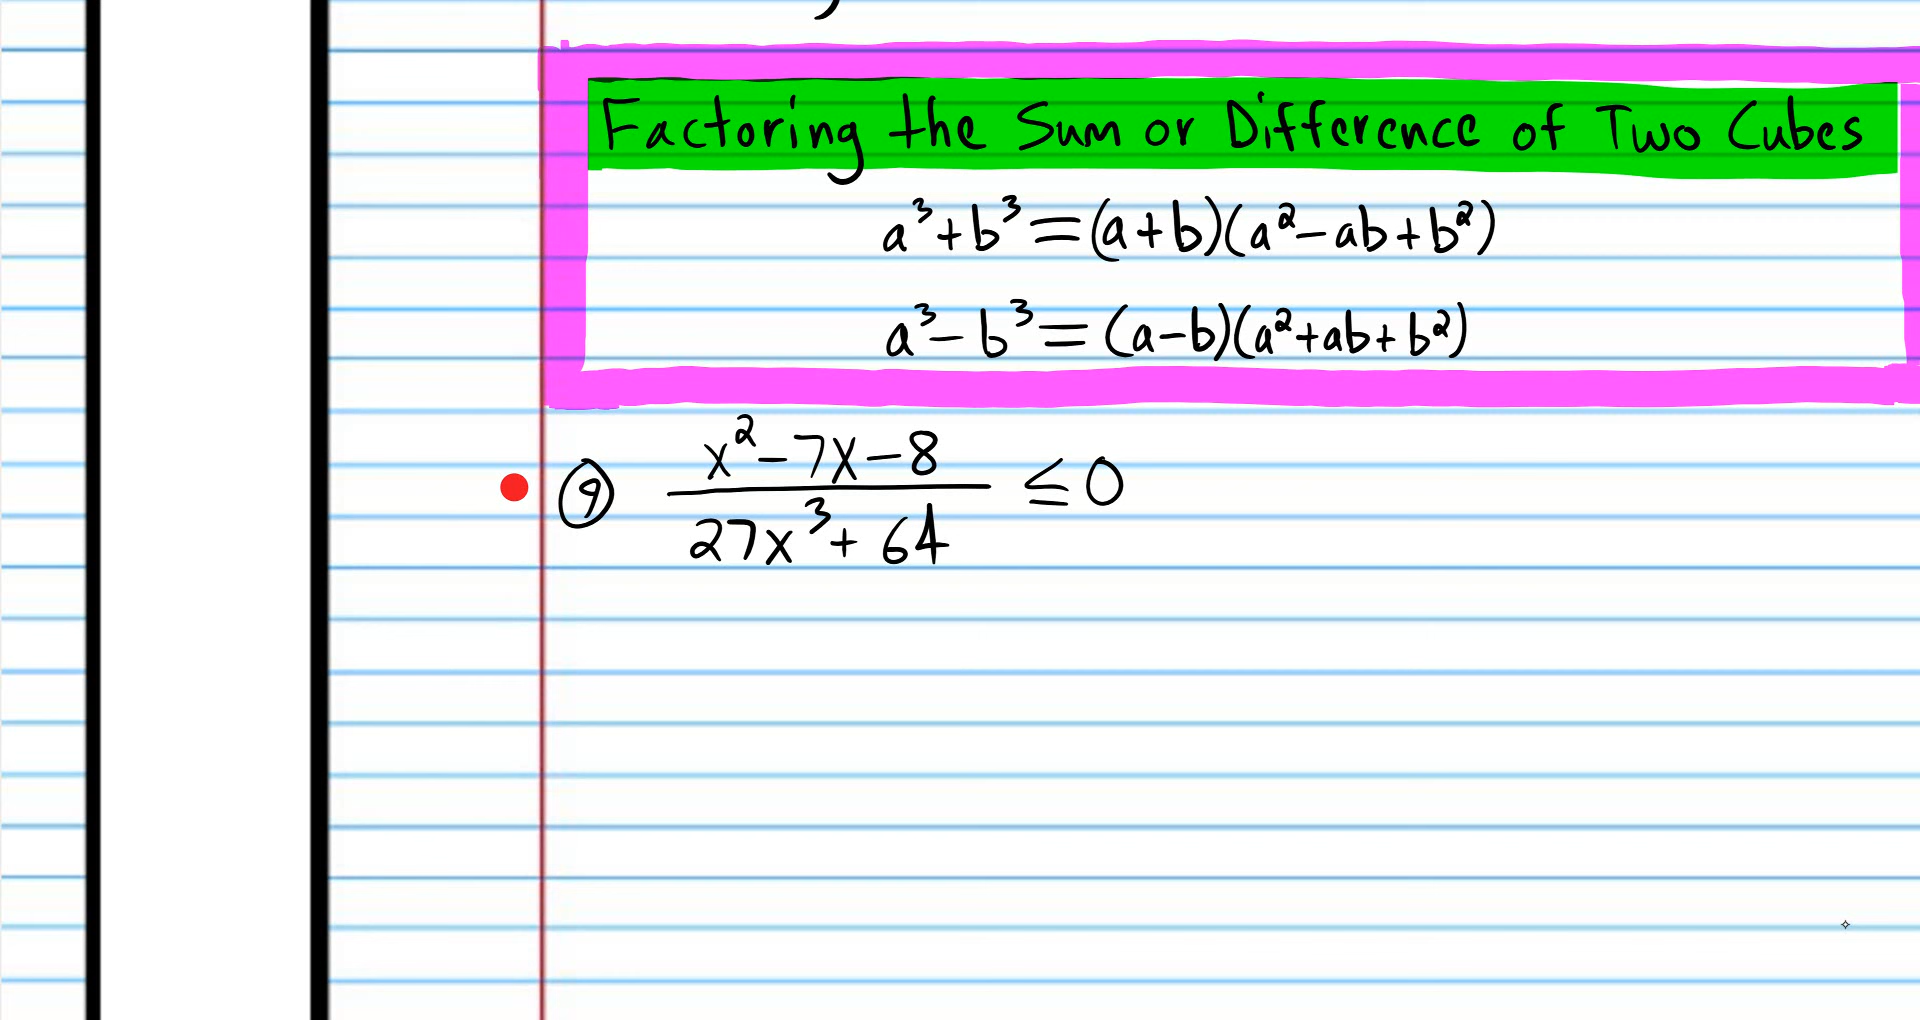 Factoring the Sum or Difference of Two Cubes
a³+b³=(a+b)(a²-ab+b²)
a³-b³=(a-b)(a²+ab+b²)
⑨ x²-7x-8
27x³+64
≤0